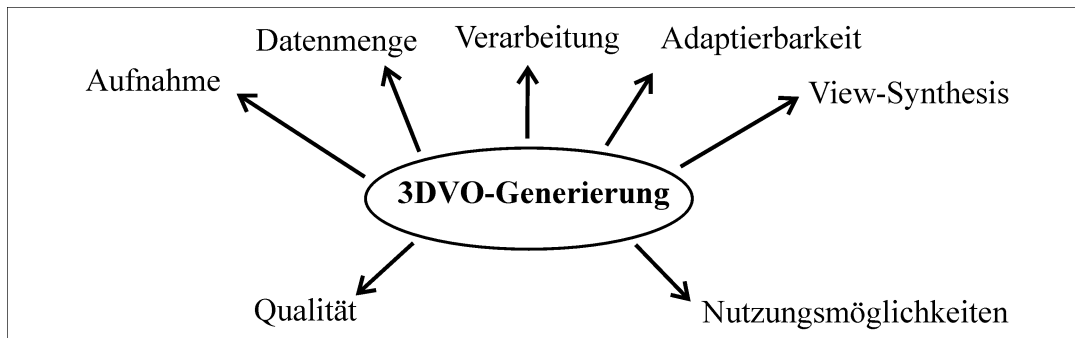 Datenmenge
Verarbeitung
Adaptierbarkeit
Aufnahme
View-Synthesis
3DVO-Generierung
Qualität
Nutzungsmöglichkeiten